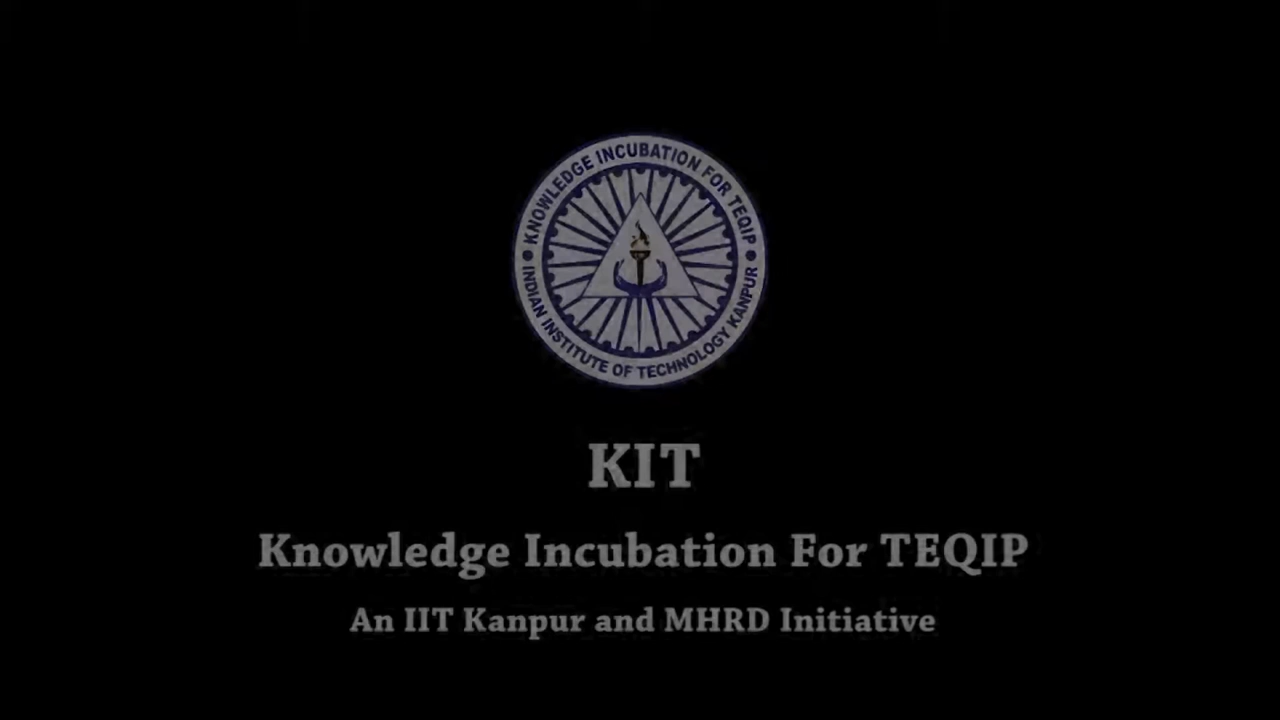 KNOWLEDGE INCUBATION FOR TEQIP
INDIAN INSTITUTE OF TECHNOLOGY KANPUR
KIT
Knowledge Incubation For TEQIP
An IIT Kanpur and MHRD Initiative